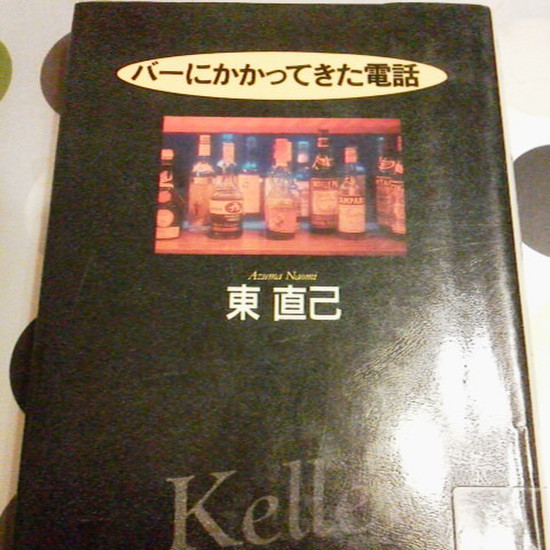 バーにかかってきた電話
Azuma Naomi
東 直己
Kelle